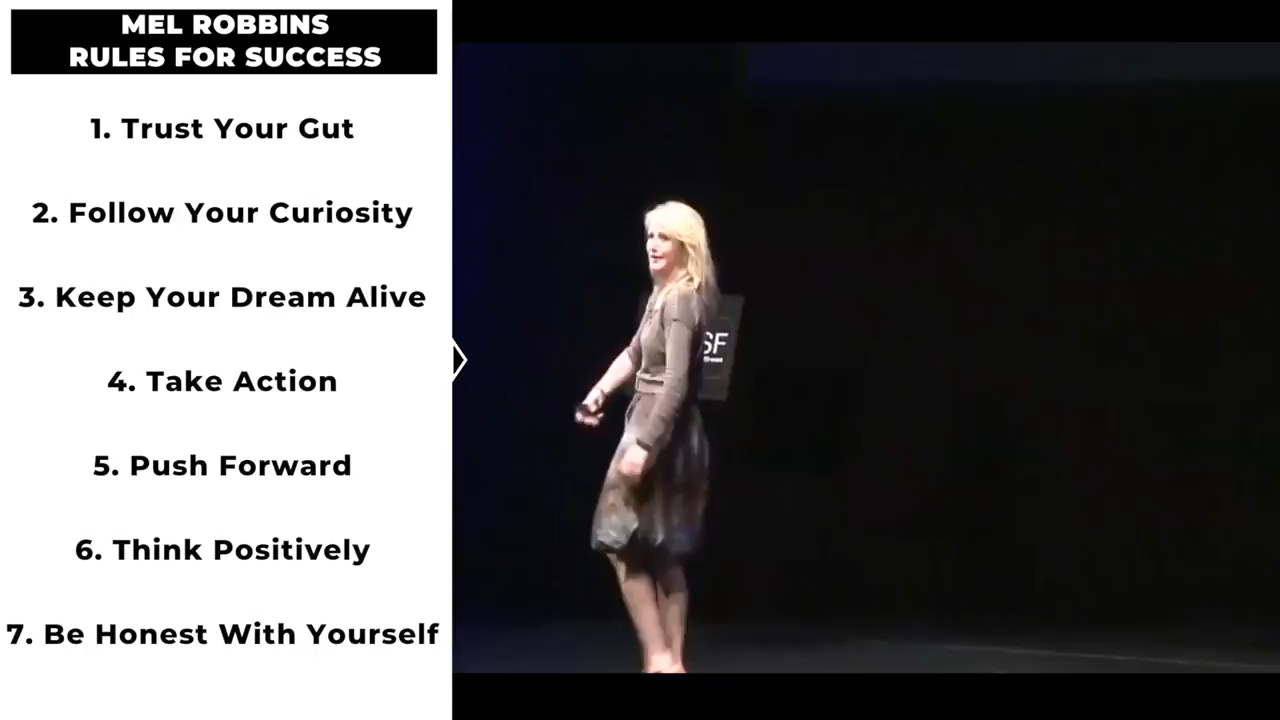 MEL ROBBINS
RULES FOR SUCCESS
1. Trust Your Gut
2. Follow Your Curiosity
3. Keep Your Dream Alive
4. Take Action
5. Push Forward
6. Think Positively
7. Be Honest With Yourself
SF